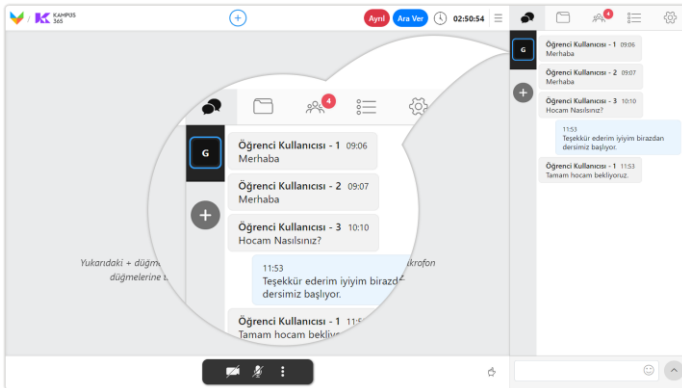 KAMPUS
365
Ayrıl
Ara Ver
02:50:54
4
G
Öğrenci Kullanıcısı - 1 09:06
Merhaba
Öğrenci Kullanıcısı - 2 09:07
Merhaba
Öğrenci Kullanıcısı - 3 10:10
Hocam Nasılsınız?
11:53
Teşekkür ederim iyiyim birazdan
dersimiz başlıyor.
Öğrenci Kullanıcısı - 1 11:53
Tamam hocam bekliyoruz.
4
G
Öğrenci Kullanıcısı - 1 09:06
Merhaba
Öğrenci Kullanıcısı - 2 09:07
Merhaba
Öğrenci Kullanıcısı - 3 10:10
Hocam Nasılsınız?
11:53
Teşekkür ederim iyiyim birazd
dersimiz başlıyor.
Öğrenci Kullanıcısı - 1
Tamam hocam
Yukarıdaki + mikrofon
düğmelerine